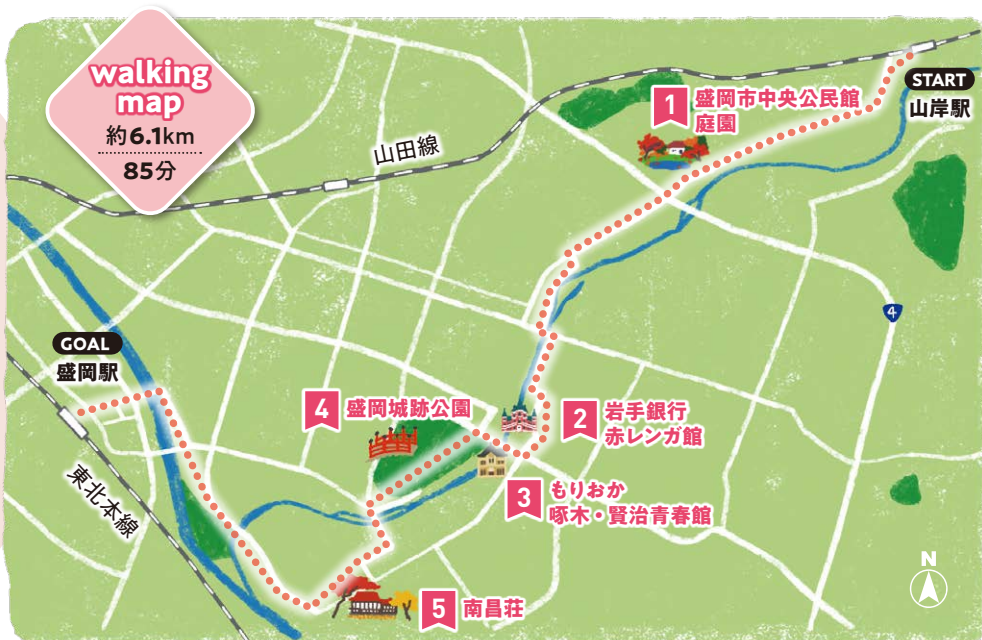 walking
map
約6.1km
85分
START
山岸駅
1
盛岡市中央公民館
庭園
山田線
4
GOAL
盛岡駅
4
盛岡城跡公園
2
岩手銀行
赤レンガ館
3
もりおか
啄木・賢治青春館
東北本線
5
南昌荘
N